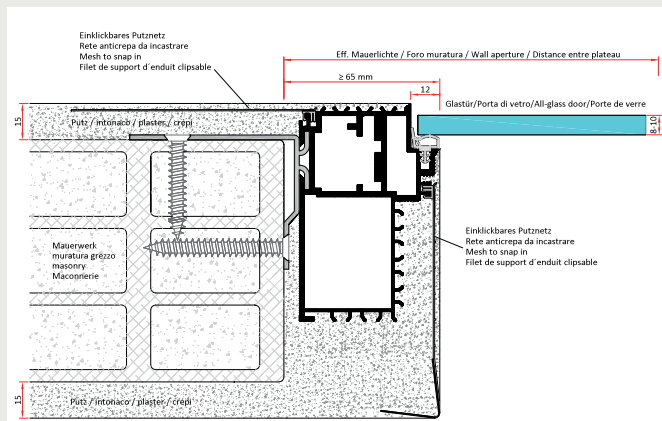 Einklickbares Putznetz
Rete anticrepa da incastrare
Mesh to snap in
Filet de support d´enduit clipsable
Eff. Mauerlichte / Foro muratura / Wall aperture / Distance entre plateau
≥ 65 mm
12
Glastür/Porta di vetro/All-glass door/Porte de verre
15
Putz / intonaco / plaster / crépi
8-10
Mauerwerk
muratura grezzo
masonry
Maconnerie
Einklickbares Putznetz
Rete anticrepa da incastrare
Mesh to snap in
Filet de support d´enduit clipsable
15
Putz / intonaco / plaster / crépi